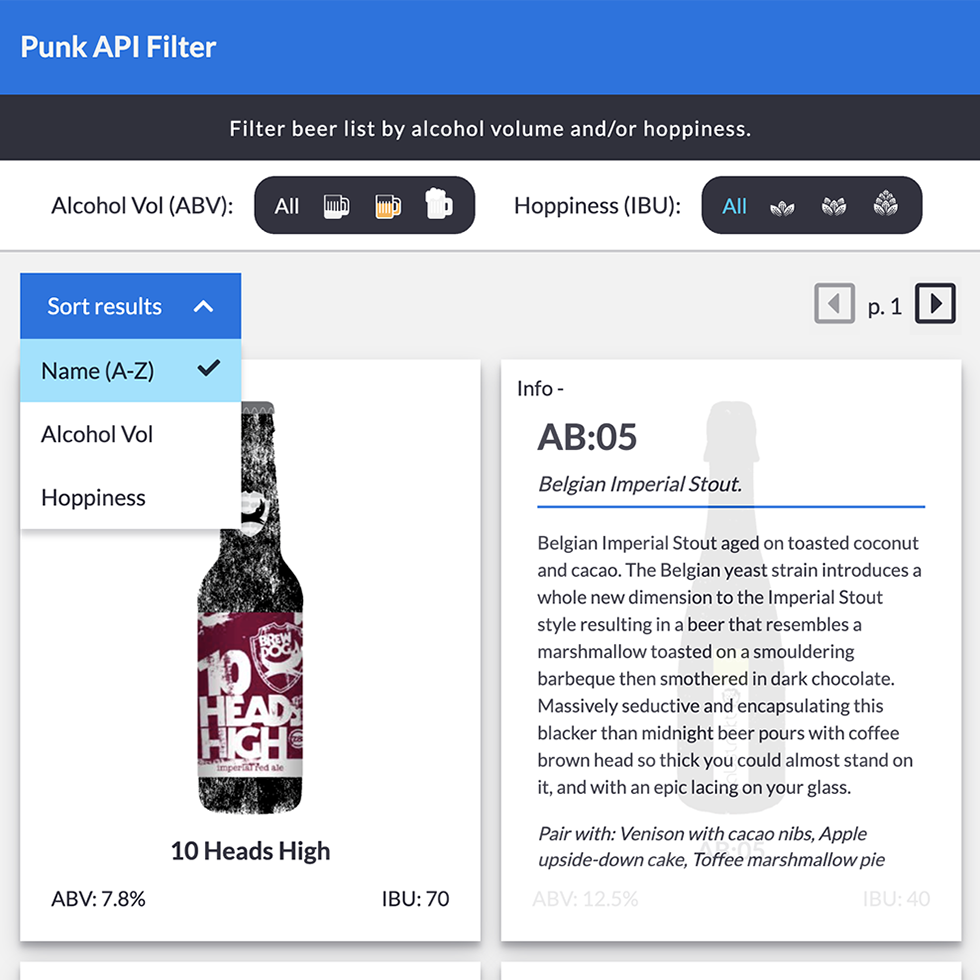 Punk API Filter
Filter beer list by alcohol volume and/or hoppiness.
Alcohol Vol (ABV): All
Hoppiness (IBU): All
Sort results
p. 1
Name (A-Z)
Alcohol Vol
Hoppiness
BREW
DOG
10
HEADS
HIGH
imperial red ale
10 Heads High
ABV: 7.8% IBU: 70
Info -
AB:05
Belgian Imperial Stout.
Belgian Imperial Stout aged on toasted coconut
and cacao. The Belgian yeast strain introduces a
whole new dimension to the Imperial Stout
style resulting in a beer that resembles a
marshmallow toasted on a smouldering
barbeque then smothered in dark chocolate.
Massively seductive and encapsulating this
blacker than midnight beer pours with coffee
brown head so thick you could almost stand on
it, and with an epic lacing on your glass.
Pair with: Venison with cacao nibs, Apple
upside-down cake, Toffee marshmallow pie
AB:05
ABV: 12.5% IBU: 40